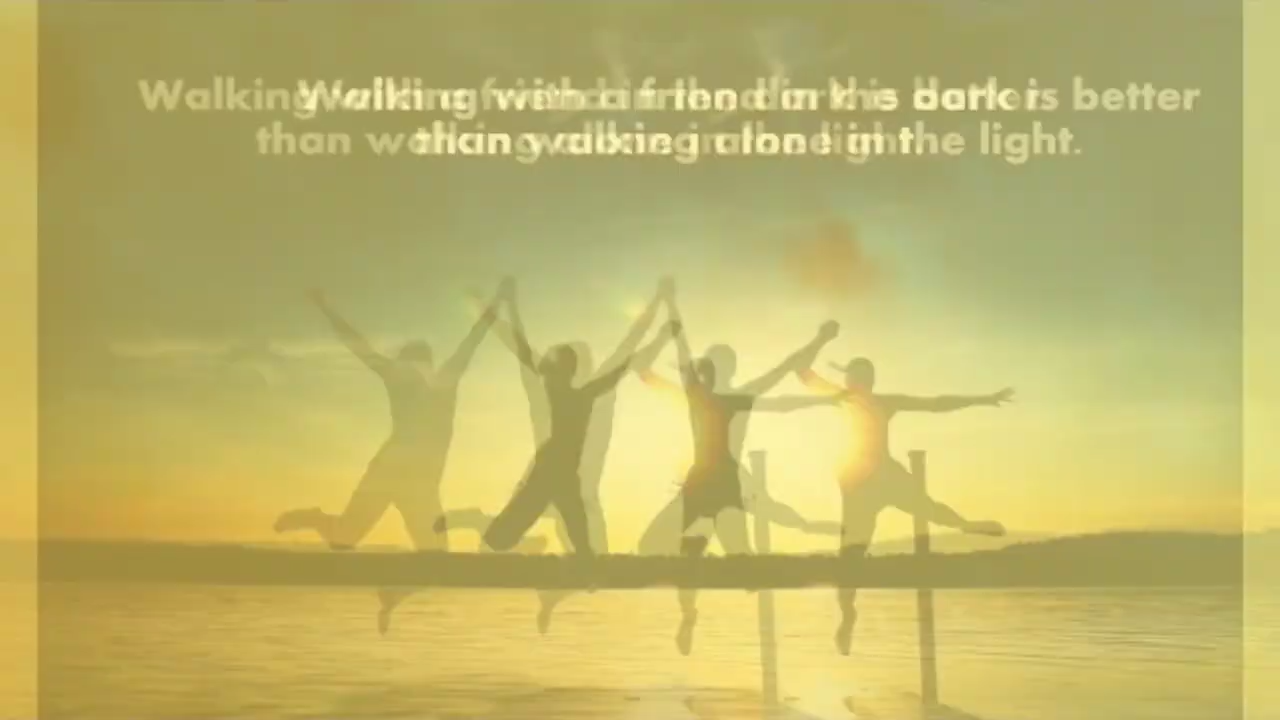 Walking with a friend in the dark is better
than walking alone in the light.